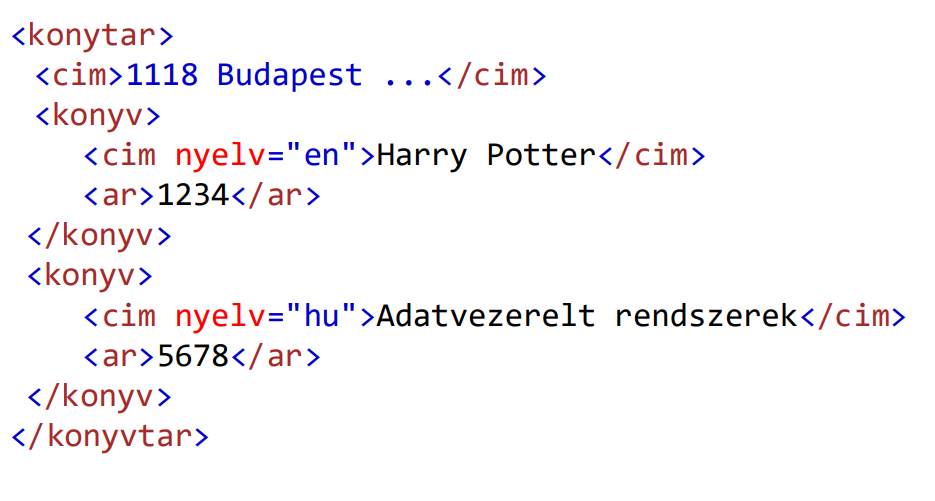 <konytar>
<cim>1118 Budapest ...</cim>
<konyv>
<cim nyelv="en">Harry Potter</cim>
<ar>1234</ar>
</konyv>
<konyv>
<cim nyelv="hu">Adatvezerelt rendszerek</cim>
<ar>5678</ar>
</konyv>
</konyvtar>